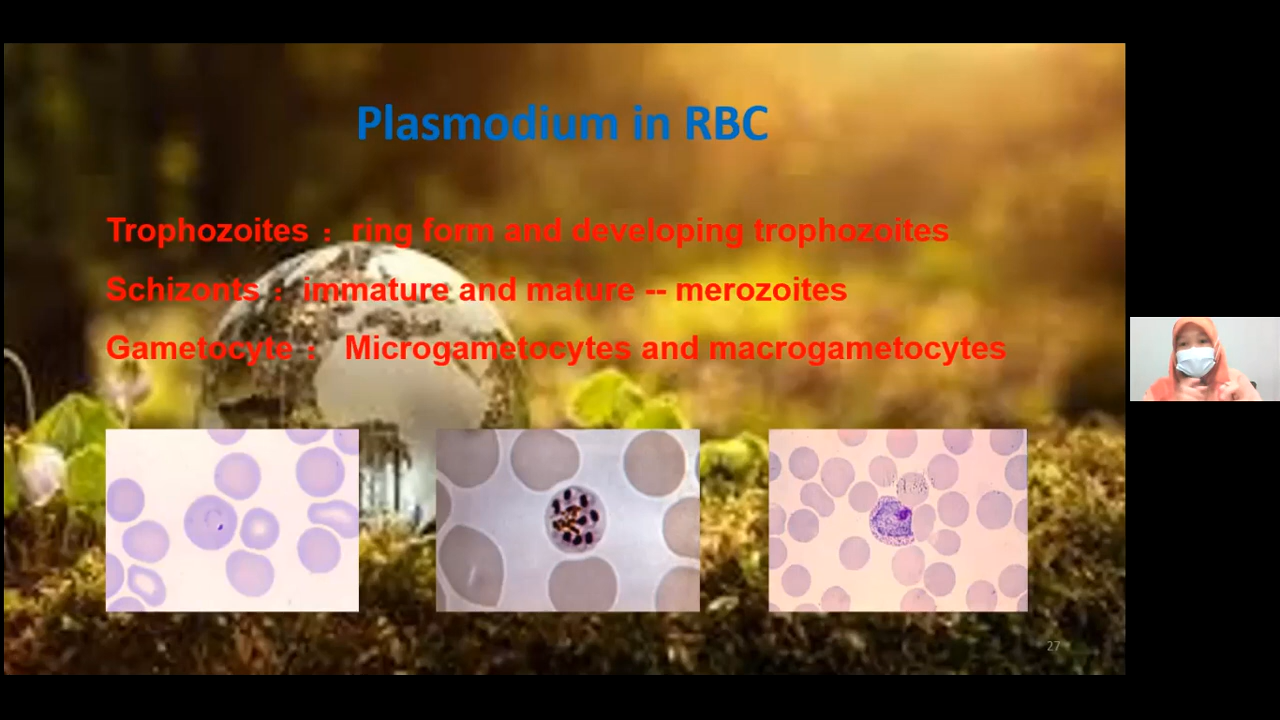 Plasmodium in RBC
Trophozoites ： ring form and developing trophozoites
Schizonts ： immature and mature -- merozoites
Gametocyte ： Microgametocytes and macrogametocytes
27